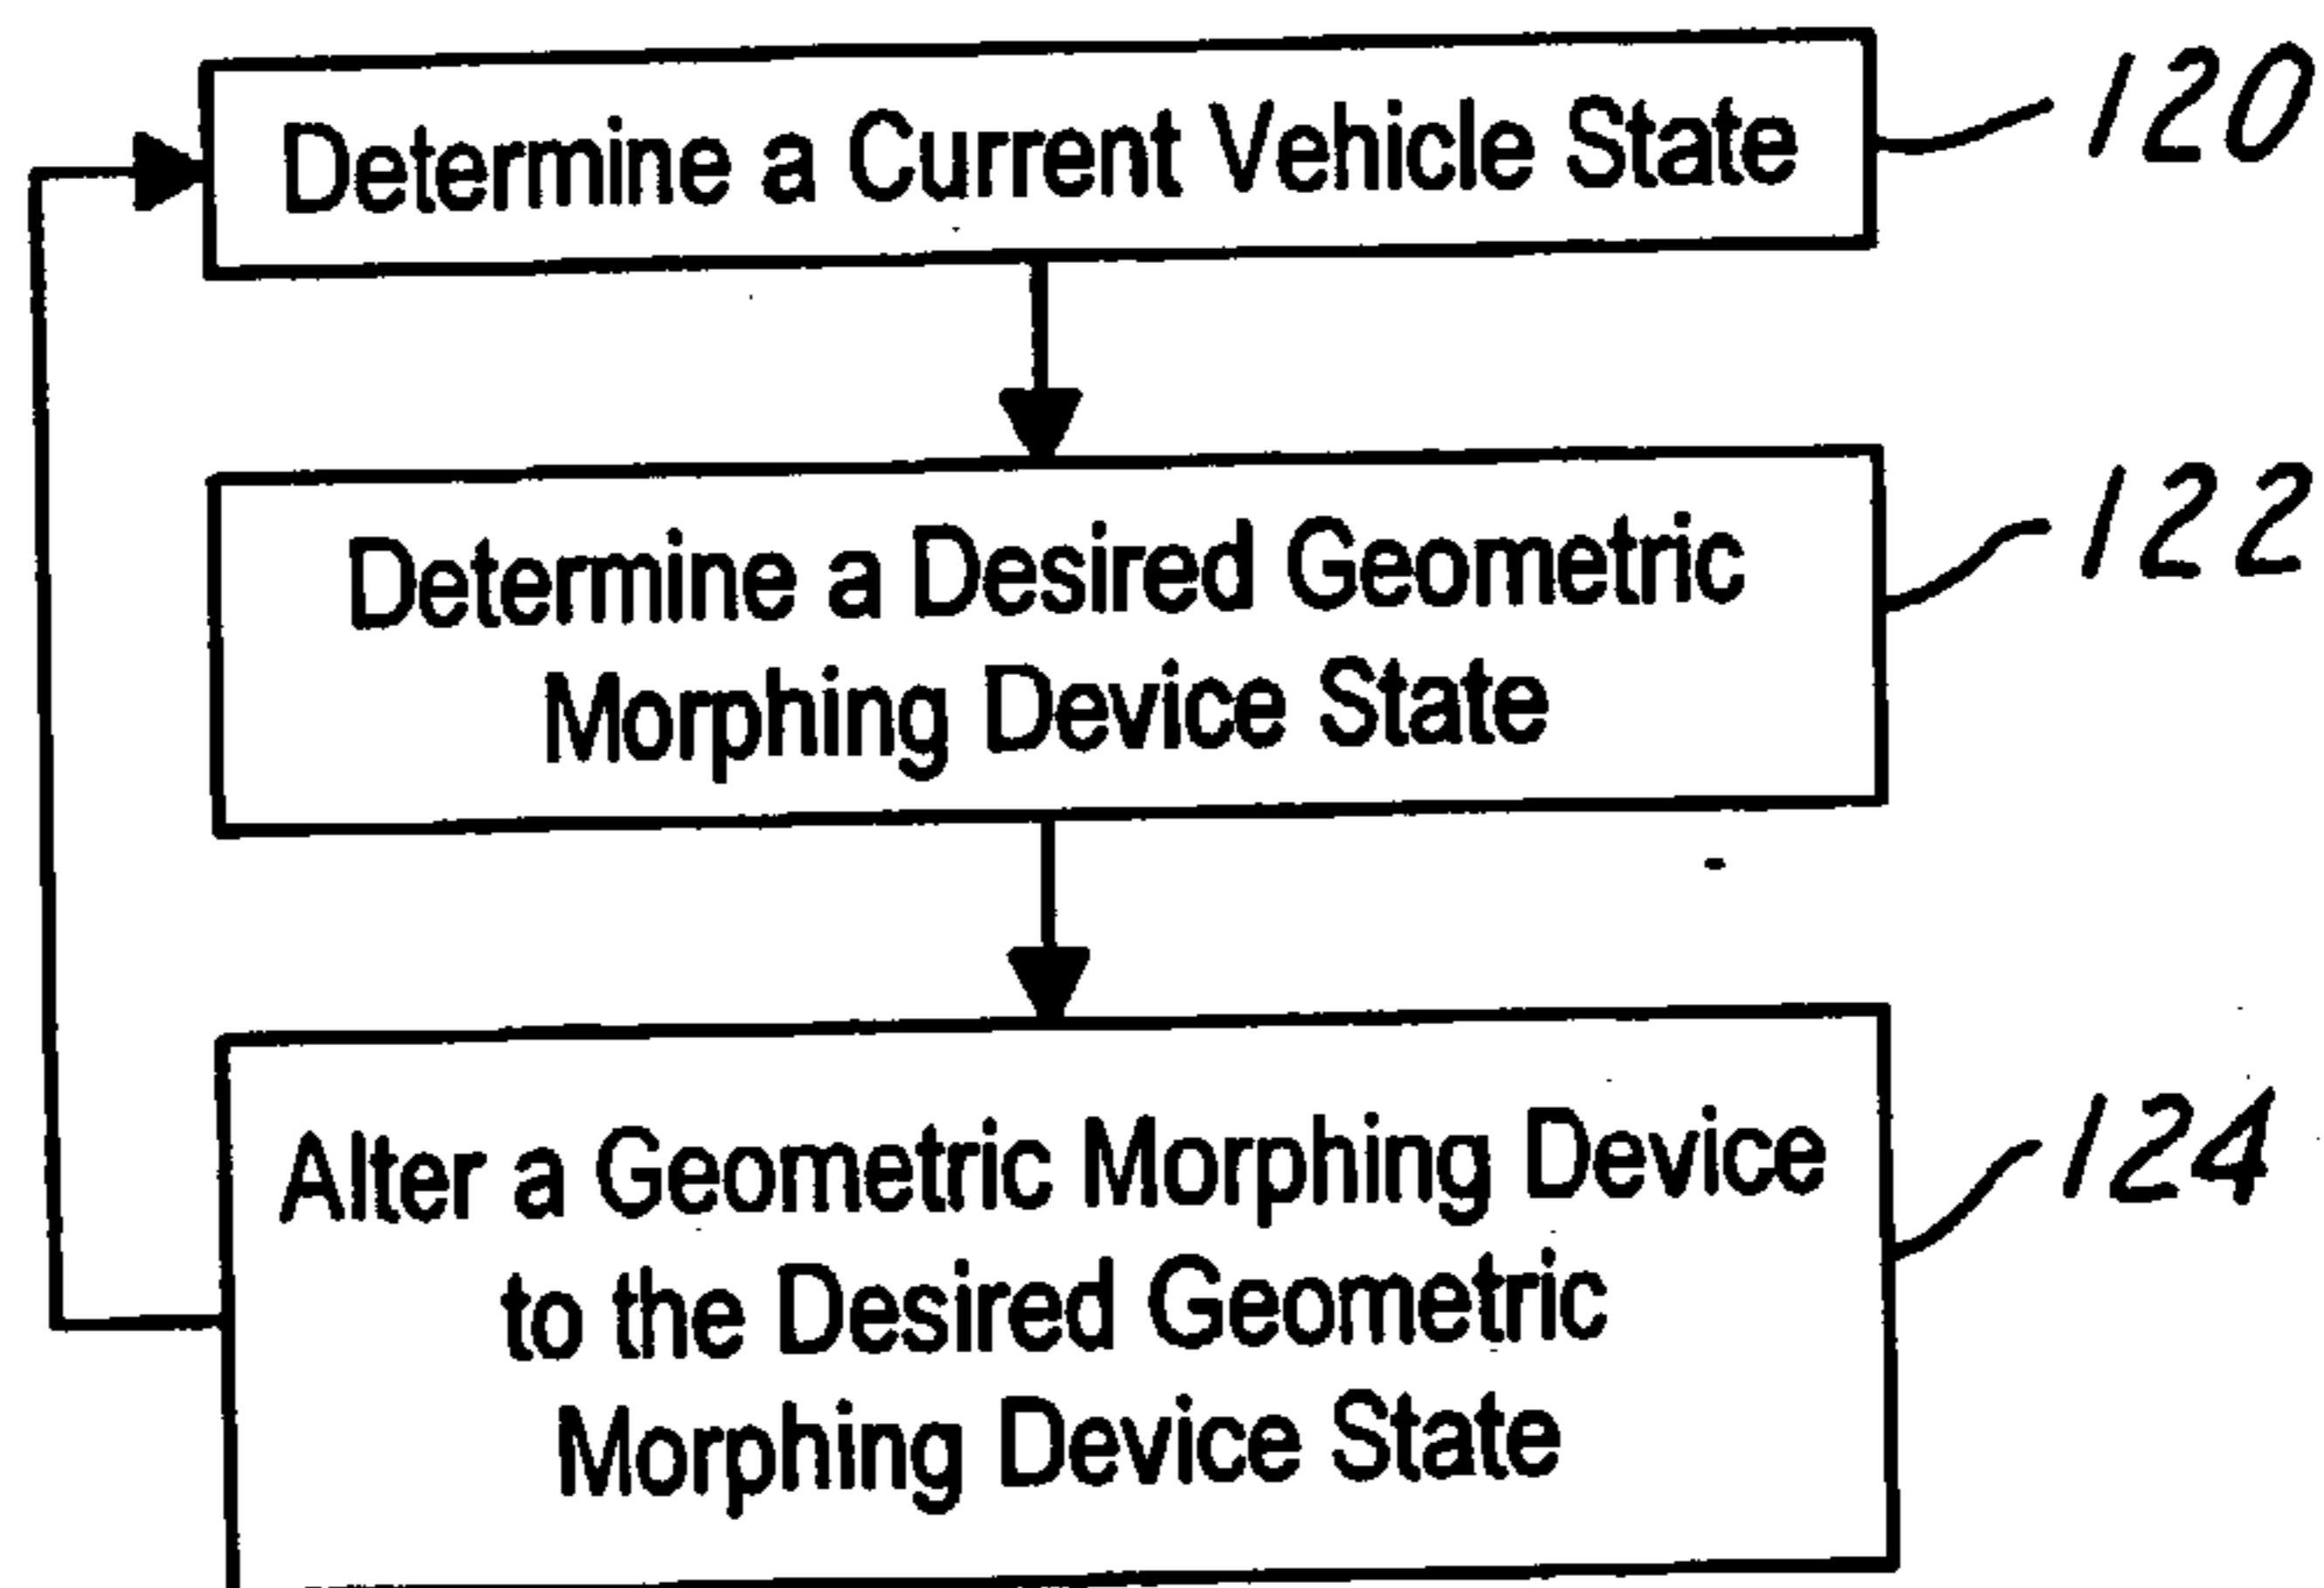 Determine a Current Vehicle State
120
Determine a Desired Geometric
Morphing Device State
122
Alter a Geometric Morphing Device
to the Desired Geometric
Morphing Device State
124